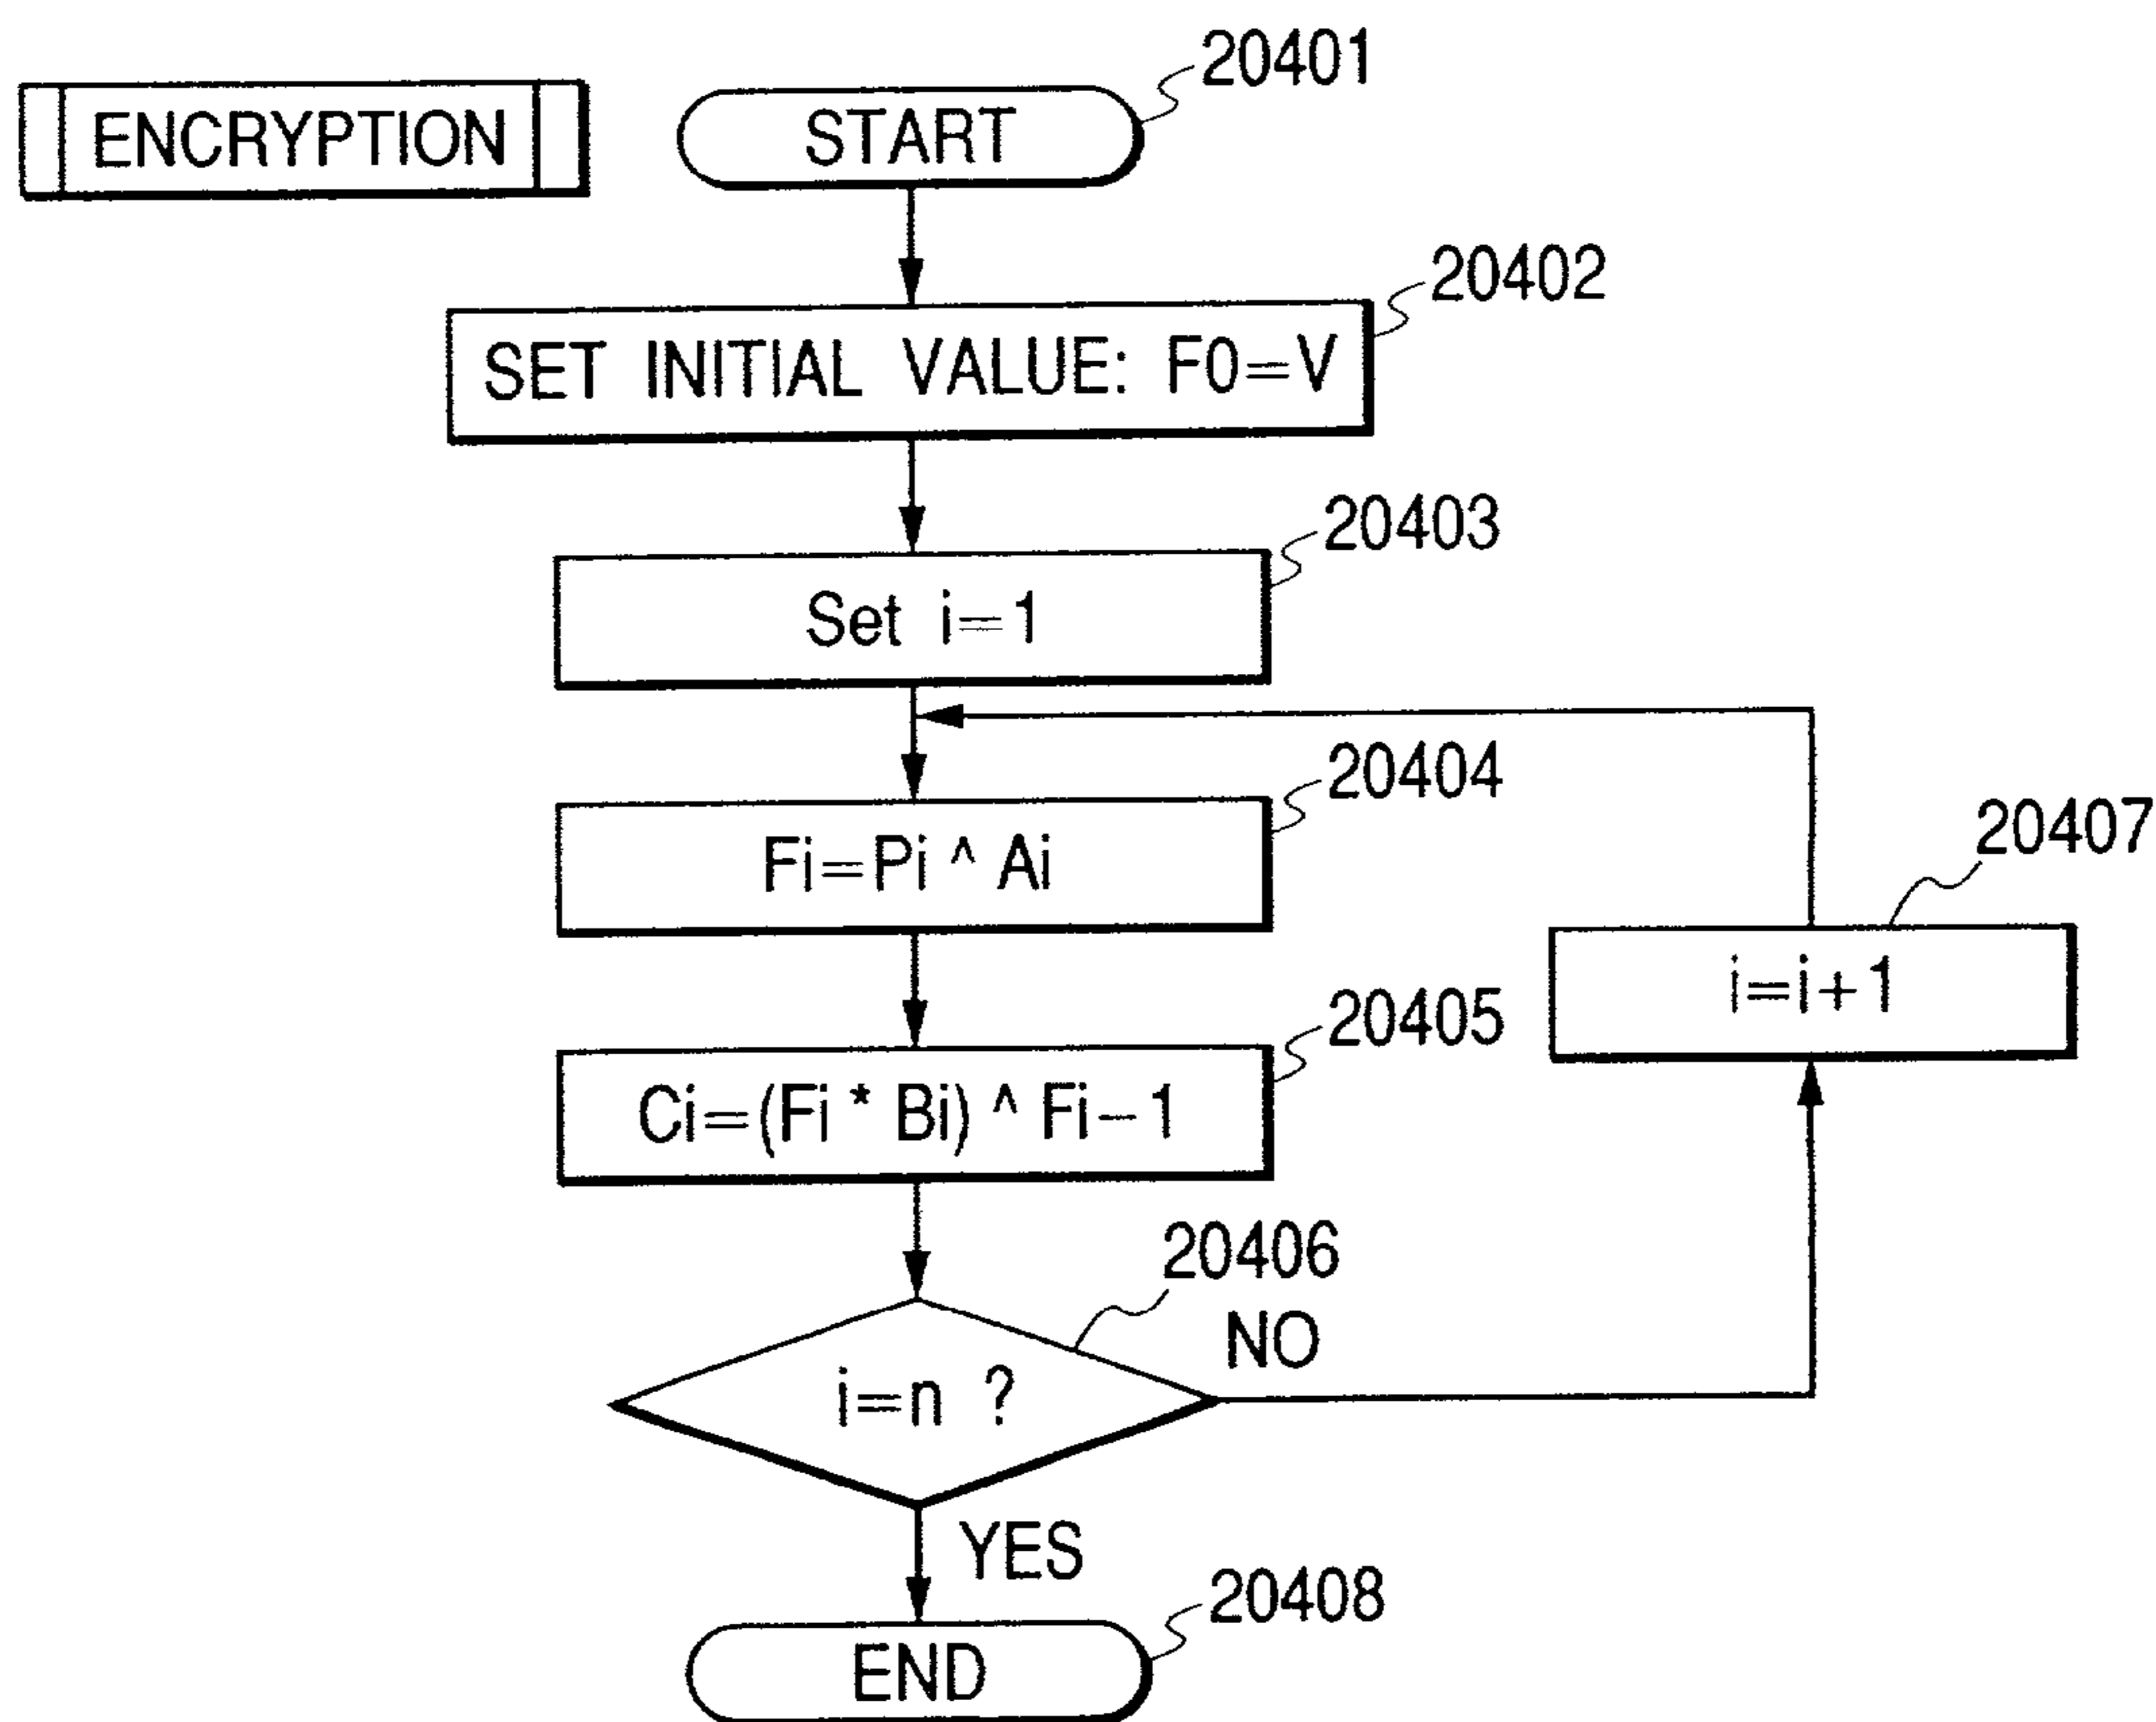 ENCRYPTION
START
20401
SET INITIAL VALUE: F0=V
20402
Set i=1
20403
Fi=Pi ^ Ai
20404
i=i+1
20407
Ci=(Fi * Bi) ^ Fi-1
20405
i=n ?
20406
NO
YES
END
20408